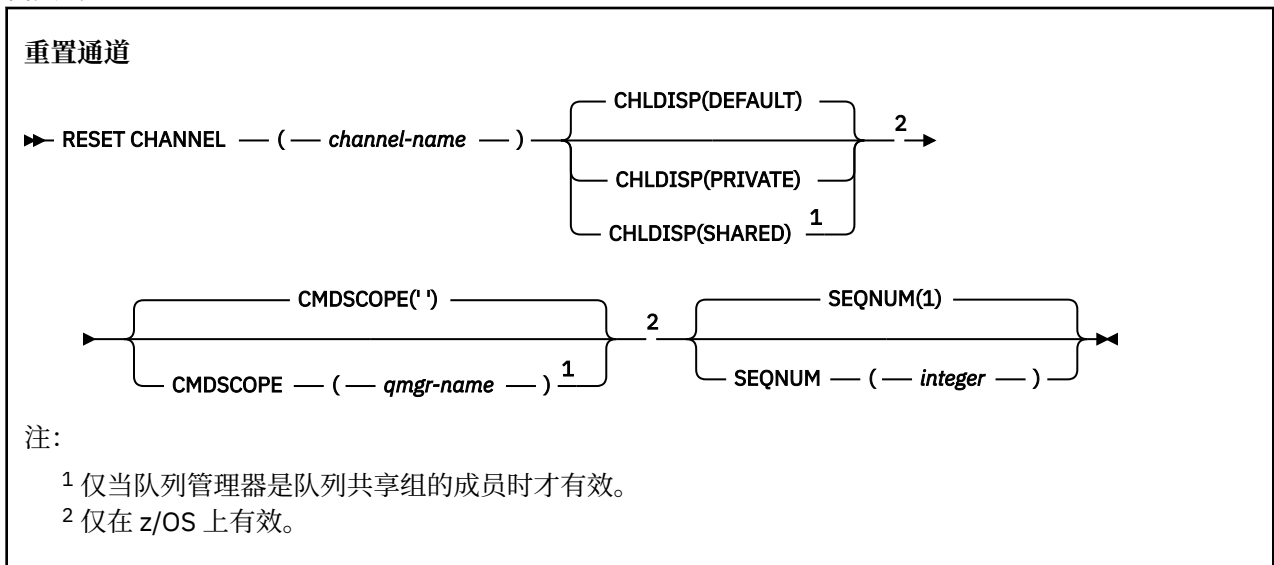 重置通道
CHLDISP(DEFAULT)
RESET CHANNEL ( channel-name ) 2
CHLDISP(PRIVATE)
CHLDISP(SHARED) 1
CMDSCOPE(' ') SEQNUM(1)
2
CMDSCOPE ( qmgr-name ) 1 SEQNUM ( integer )
注：
1 仅当队列管理器是队列共享组的成员时才有效。
2 仅在 z/OS 上有效。